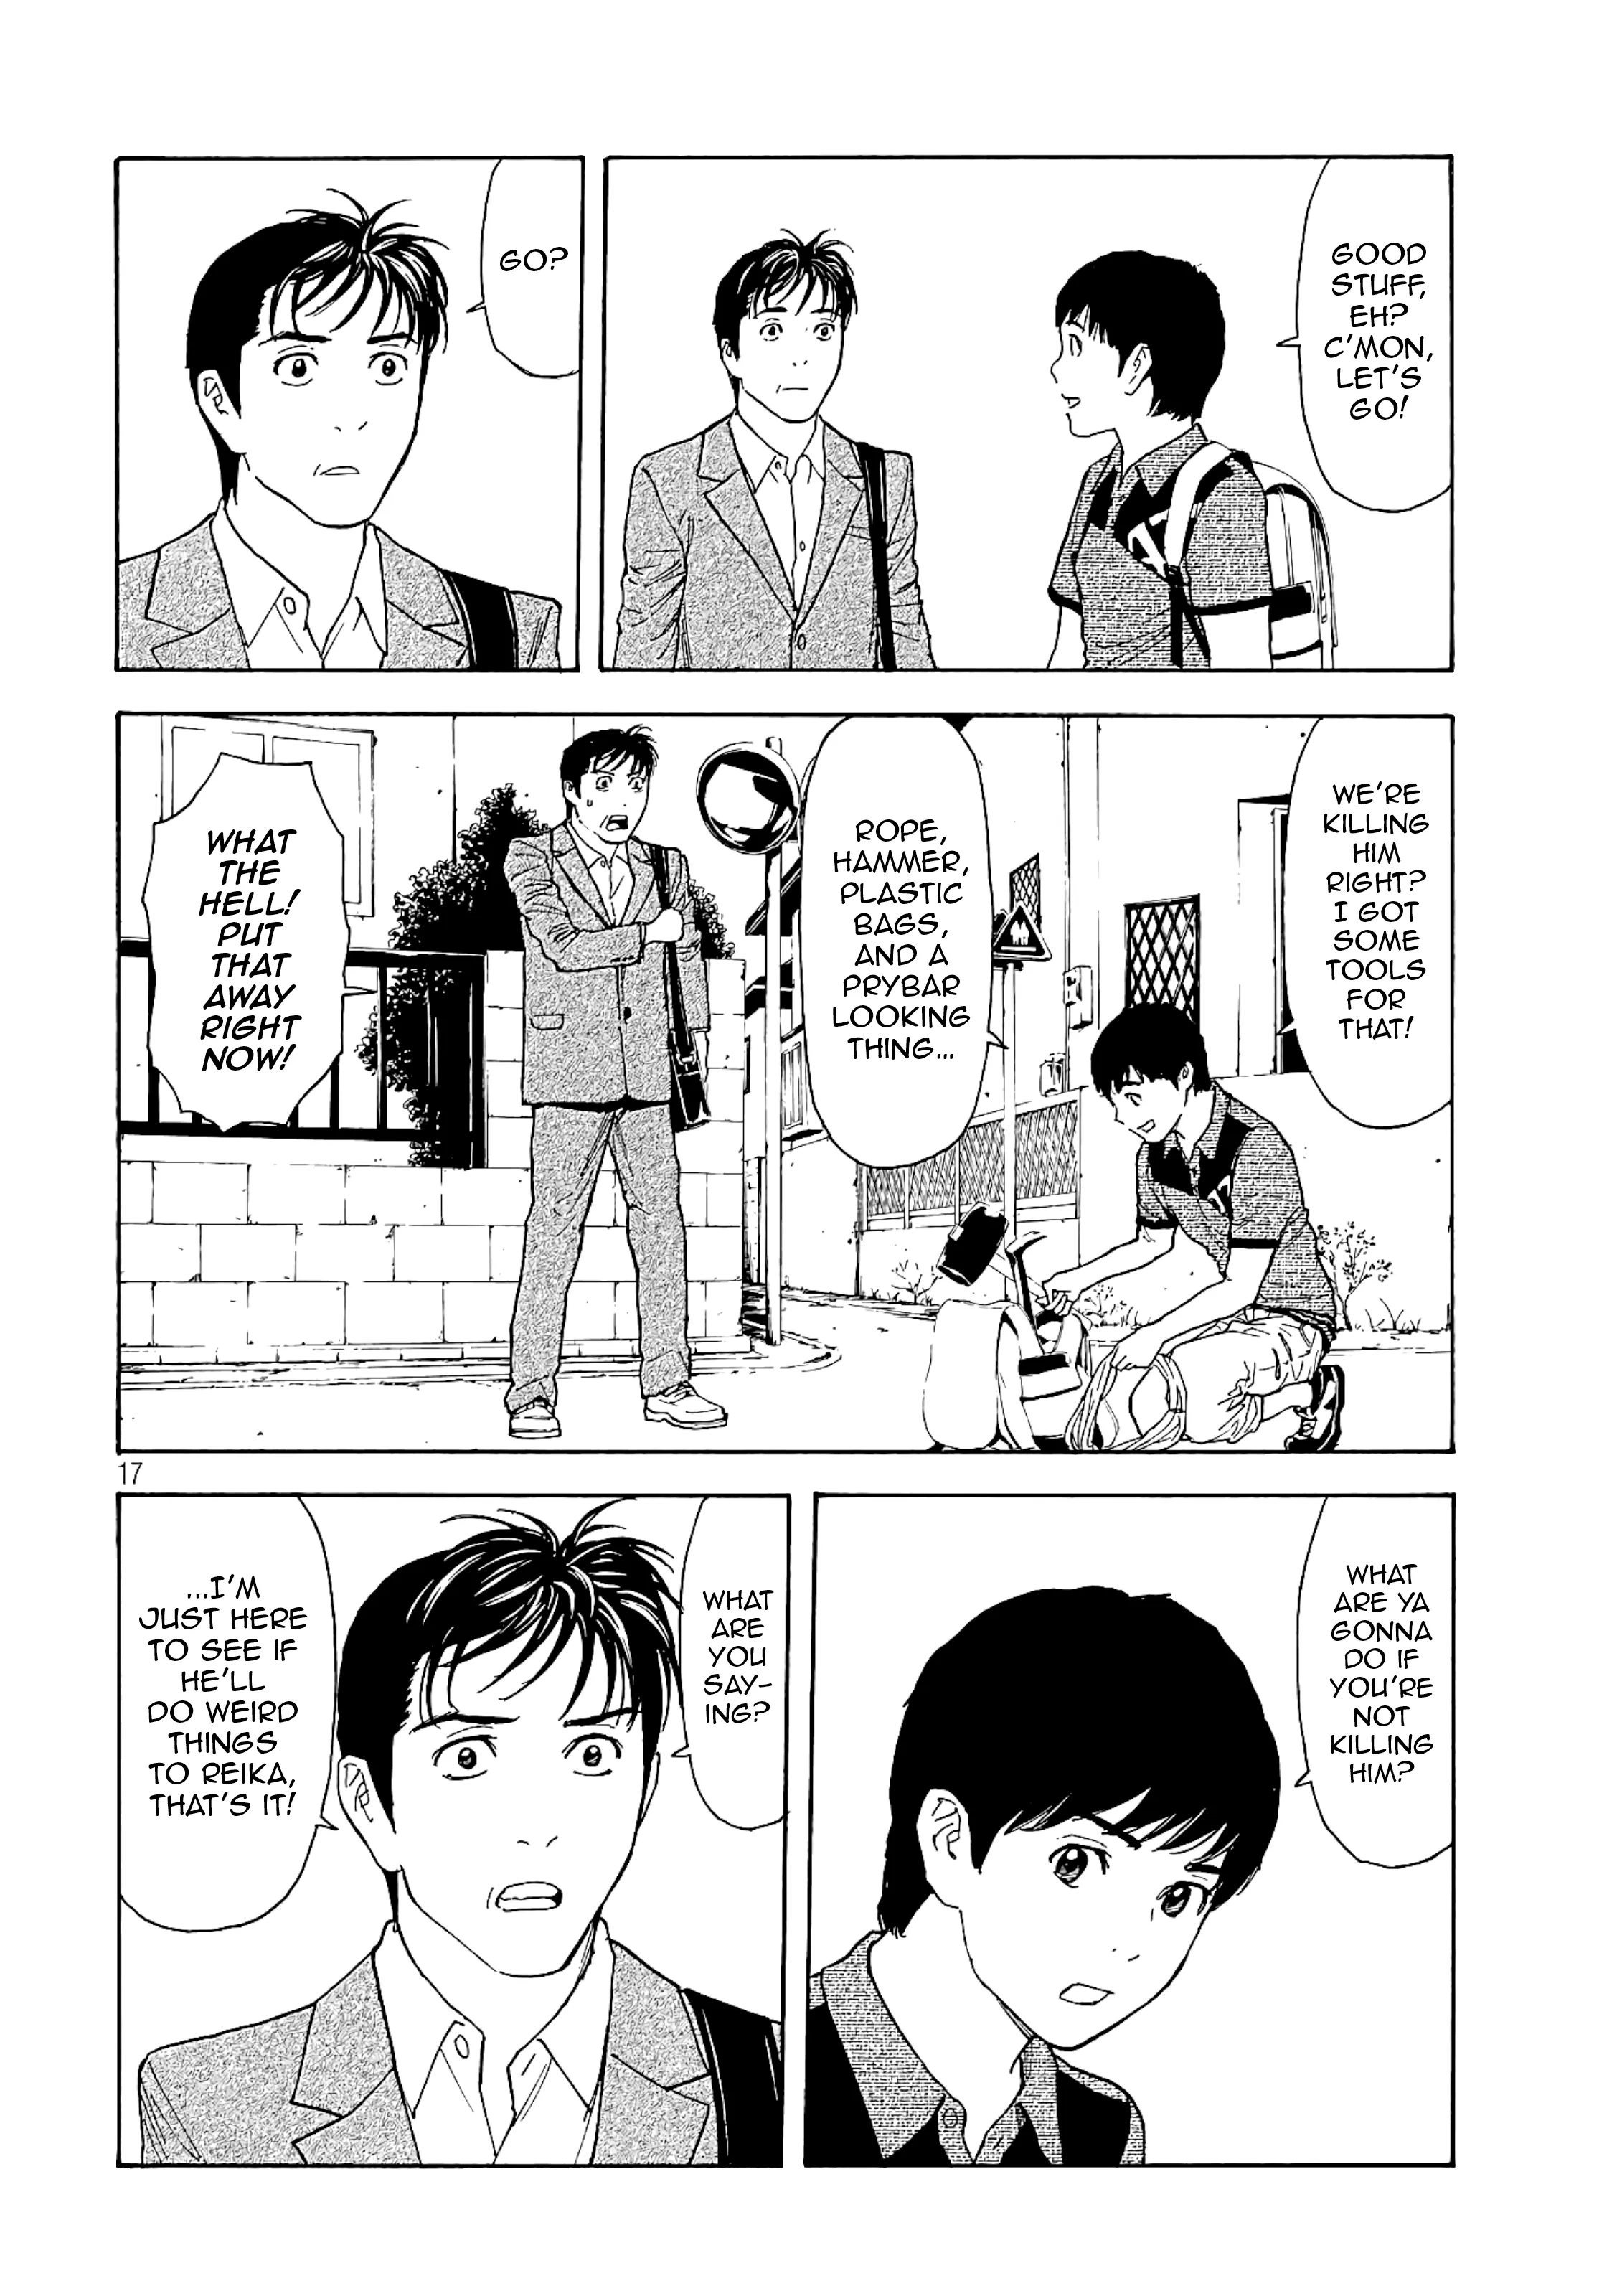 GOOD
STUFF,
EH?
C'MON,
LET'S
GO!
GO?
WE'RE
KILLING
HIM
RIGHT?
I GOT
SOME
TOOLS
FOR
THAT!
ROPE,
HAMMER,
PLASTIC
BAGS,
AND A
PRYBAR
LOOKING
THING...
WHAT
THE
HELL!
PUT
THAT
AWAY
RIGHT
NOW!
17
WHAT
ARE YA
GONNA
DO IF
YOU'RE
NOT
KILLING
HIM?
WHAT
ARE
YOU
SAY-
ING?
...I'M
JUST HERE
TO SEE IF
HE'LL
DO WEIRD
THINGS
TO REIKA,
THAT'S IT!